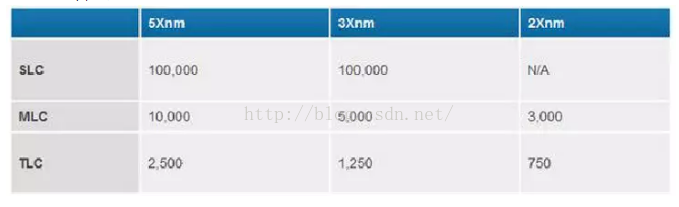 5Xnm 3Xnm 2Xnm
SLC 100,000 100,000 N/A
MLC 10,000 5,000 3,000
TLC 2,500 1,250 750